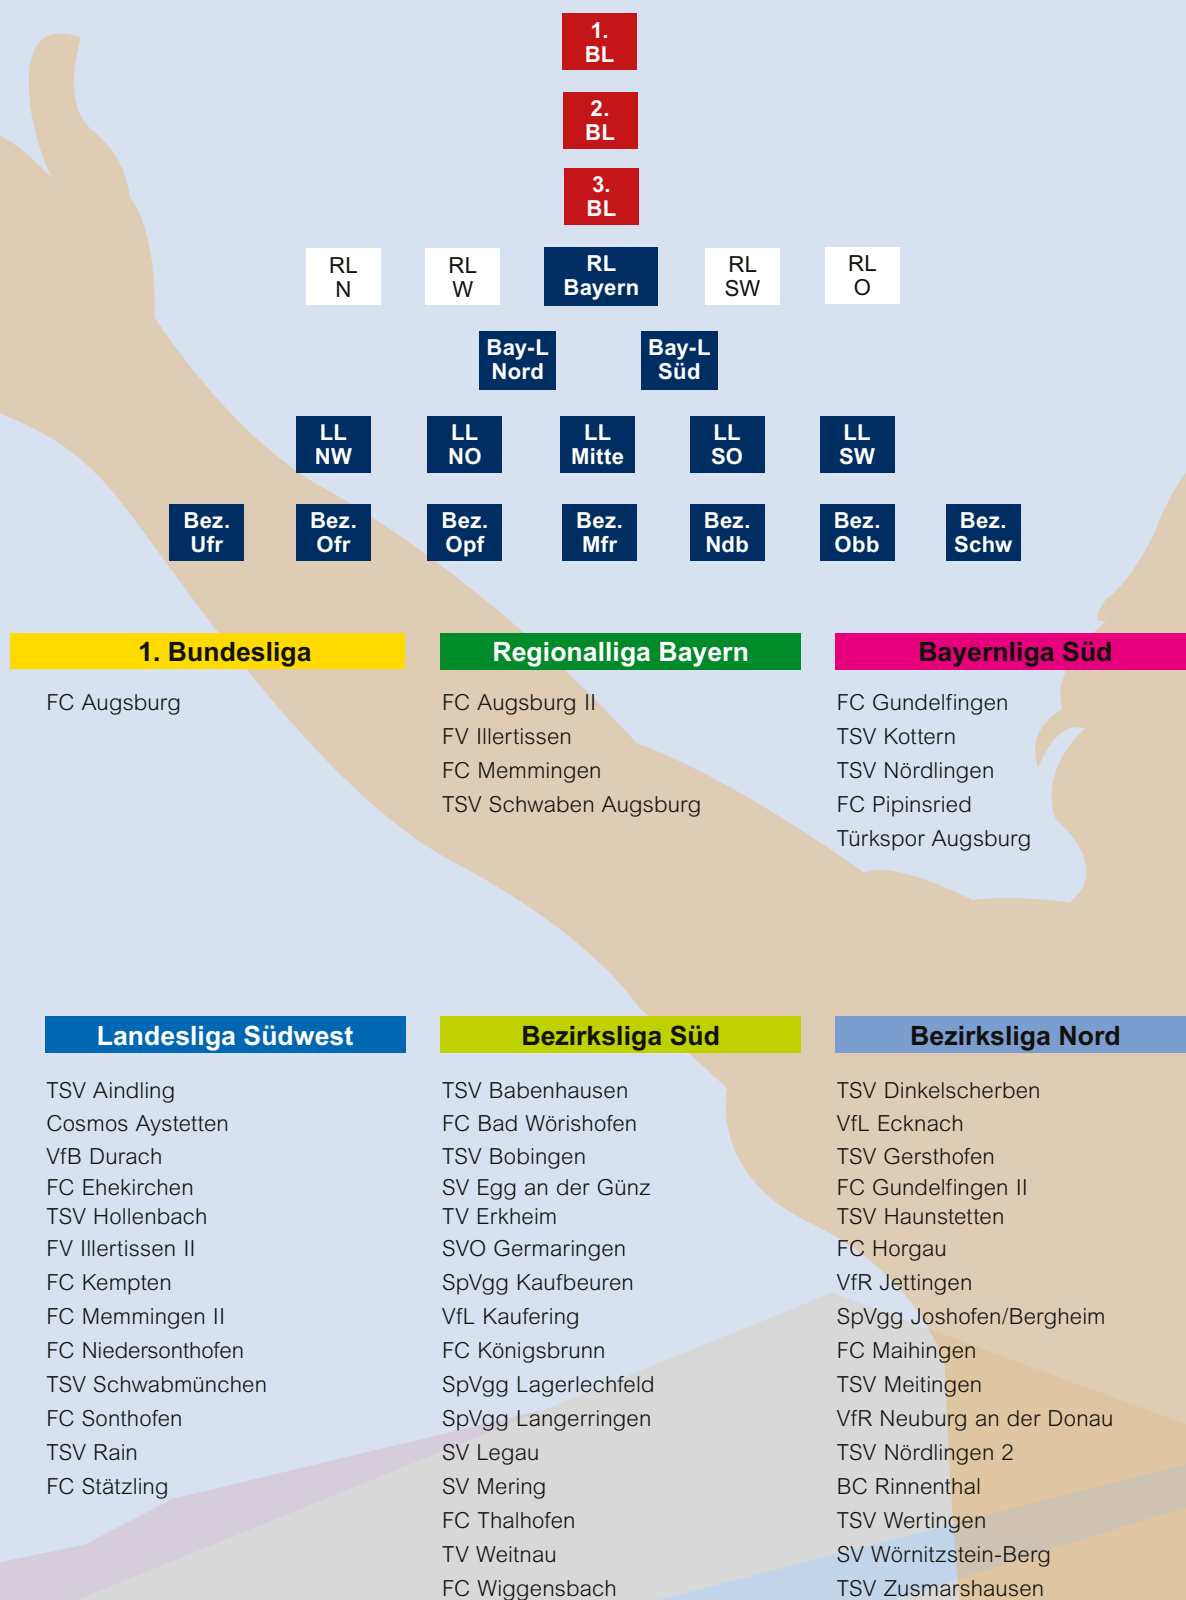 1.
BL
2.
BL
3.
BL
RL
N
RL
W
RL
Bayern
RL
SW
RL
O
Bay-L
Nord
Bay-L
Süd
LL
NW
LL
NO
LL
Mitte
LL
SO
LL
SW
Bez.
Ufr
Bez.
Ofr
Bez.
Opf
Bez.
Mfr
Bez.
Ndb
Bez.
Obb
Bez.
Schw
1. Bundesliga
FC Augsburg
Regionalliga Bayern
FC Augsburg II
FV Illertissen
FC Memmingen
TSV Schwaben Augsburg
Bayernliga Süd
FC Gundelfingen
TSV Kottern
TSV Nördlingen
FC Pipinsried
Türkspor Augsburg
Landesliga Südwest
TSV Aindling
Cosmos Aystetten
VfB Durach
FC Ehekirchen
TSV Hollenbach
FV Illertissen II
FC Kempten
FC Memmingen II
FC Niedersonthofen
TSV Schwabmünchen
FC Sonthofen
TSV Rain
FC Stätzling
Bezirksliga Süd
TSV Babenhausen
FC Bad Wörishofen
TSV Bobingen
SV Egg an der Günz
TV Erkheim
SVO Germaringen
SpVgg Kaufbeuren
VfL Kaufering
FC Königsbrunn
SpVgg Lagerlechfeld
SpVgg Langerringen
SV Legau
SV Mering
FC Thalhofen
TV Weitnau
FC Wiggensbach
Bezirksliga Nord
TSV Dinkelscherben
VfL Ecknach
TSV Gersthofen
FC Gundelfingen II
TSV Haunstetten
FC Horgau
VfR Jettingen
SpVgg Joshofen/Bergheim
FC Maihingen
TSV Meitingen
VfR Neuburg an der Donau
TSV Nördlingen 2
BC Rinnenthal
TSV Wertingen
SV Wörnitzstein-Berg
TSV Zusmarshausen